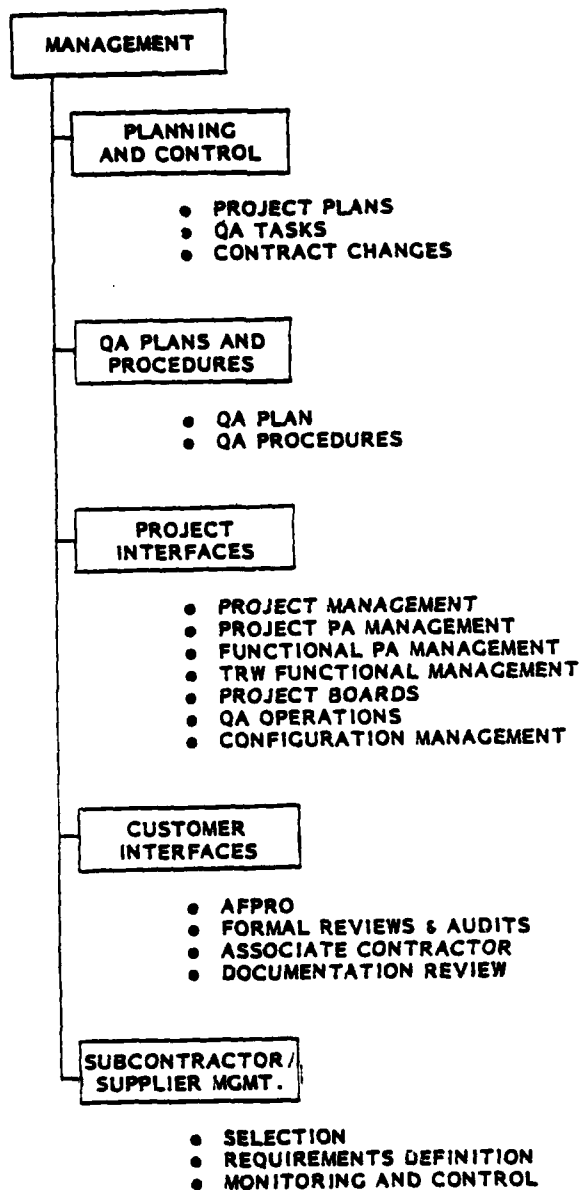 MANAGEMENT
PLANNING
AND CONTROL
• PROJECT PLANS
• QA TASKS
• CONTRACT CHANGES
QA PLANS AND
PROCEDURES
• QA PLAN
• QA PROCEDURES
PROJECT
INTERFACES
• PROJECT MANAGEMENT
• PROJECT PA MANAGEMENT
• FUNCTIONAL PA MANAGEMENT
• TRW FUNCTIONAL MANAGEMENT
• PROJECT BOARDS
• QA OPERATIONS
• CONFIGURATION MANAGEMENT
CUSTOMER
INTERFACES
• AFPRO
• FORMAL REVIEWS & AUDITS
• ASSOCIATE CONTRACTOR
• DOCUMENTATION REVIEW
SUBCONTRACTOR/
SUPPLIER MGMT.
• SELECTION
• REQUIREMENTS DEFINITION
• MONITORING AND CONTROL